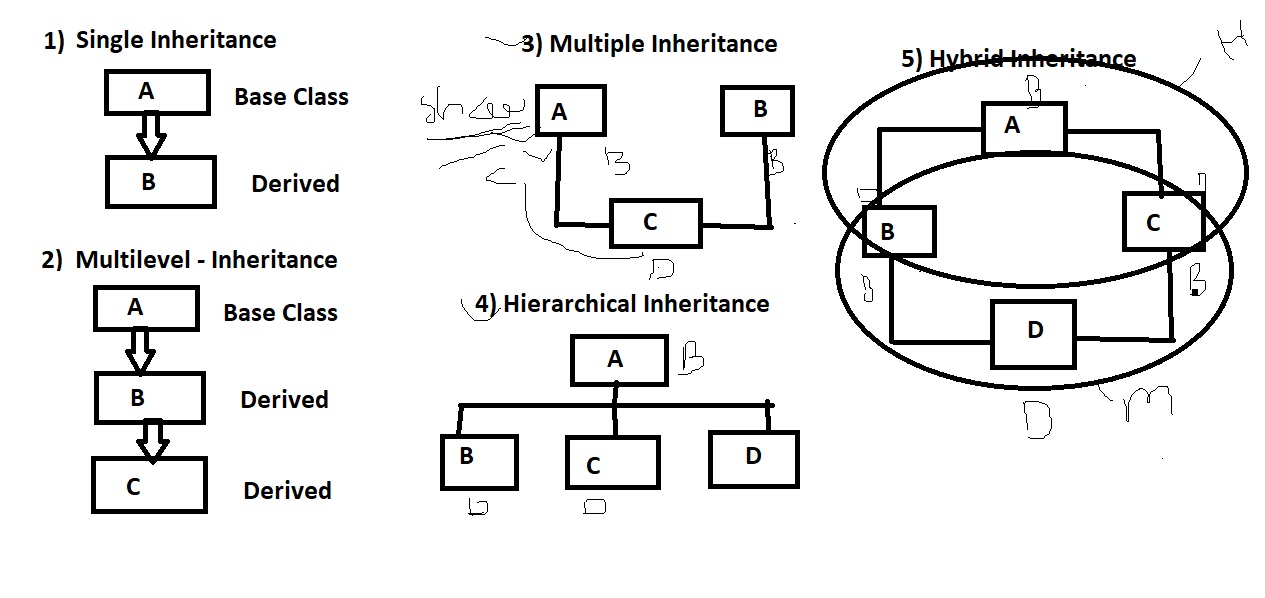 1) Single Inheritance
A
Base Class
B
Derived
2) Multilevel - Inheritance
A
Base Class
B
Derived
C
Derived
3) Multiple Inheritance
A
B
B
B
C
D
4) Hierarchical Inheritance
A
B
B
C
D
D
5) Hybrid Inheritance
H
B
A
B
C
B
B
D
D
m